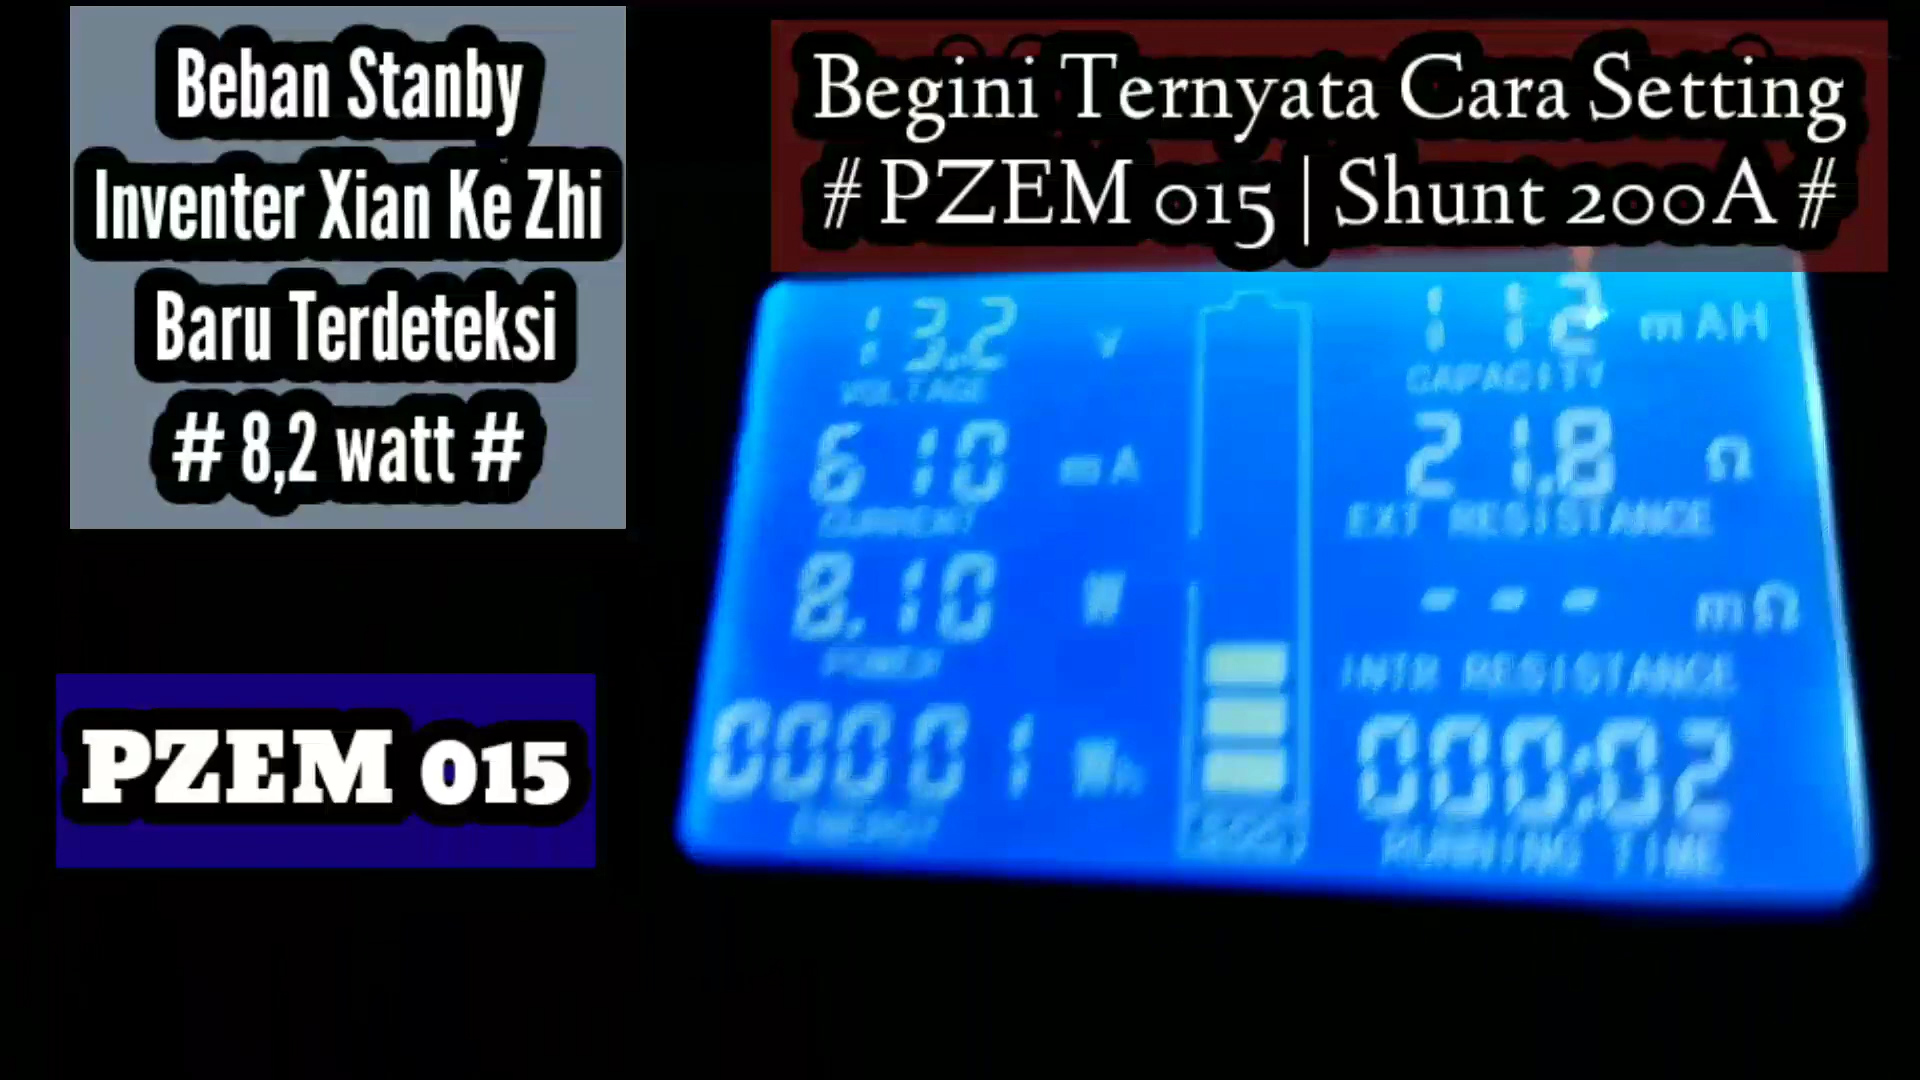 Beban Stanby
Inventer Xian Ke Zhi
Baru Terdeteksi
# 8,2 watt #
PZEM 015
Begini Ternyata Cara Setting
# PZEM 015 | Shunt 200A #
13.2 V
VOLTAGE
610 mA
CURRENT
8.10 W
POWER
00001 Wh
ENERGY
112 mAH
CAPACITY
21.8 Ω
EXT RESISTANCE
--- mΩ
INTR RESISTANCE
000:02
RUNNING TIME